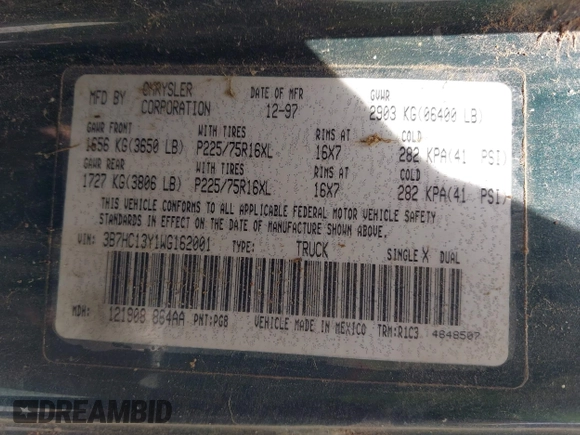 MFD BY CHRYSLER CORPORATION DATE OF MFR 12-97 GVWR 2903 KG(06400 LB)
GAWR FRONT WITH TIRES RIMS AT COLD
1656 KG(3650 LB) P225/75R16XL 16X7 282 KPA(41 PSI)
GAWR REAR WITH TIRES RIMS AT COLD
1727 KG(3806 LB) P225/75R16XL 16X7 282 KPA(41 PSI)
THIS VEHICLE CONFORMS TO ALL APPLICABLE FEDERAL MOTOR VEHICLE SAFETY
STANDARDS IN EFFECT ON THE DATE OF MANUFACTURE SHOWN ABOVE.
VIN: 3B7HC13Y1WG162001 TYPE: TRUCK SINGLE X DUAL
MDH: 121908 864AA PNT:PG8 VEHICLE MADE IN MEXICO TRM:R1C3 4848507
DREAMBID